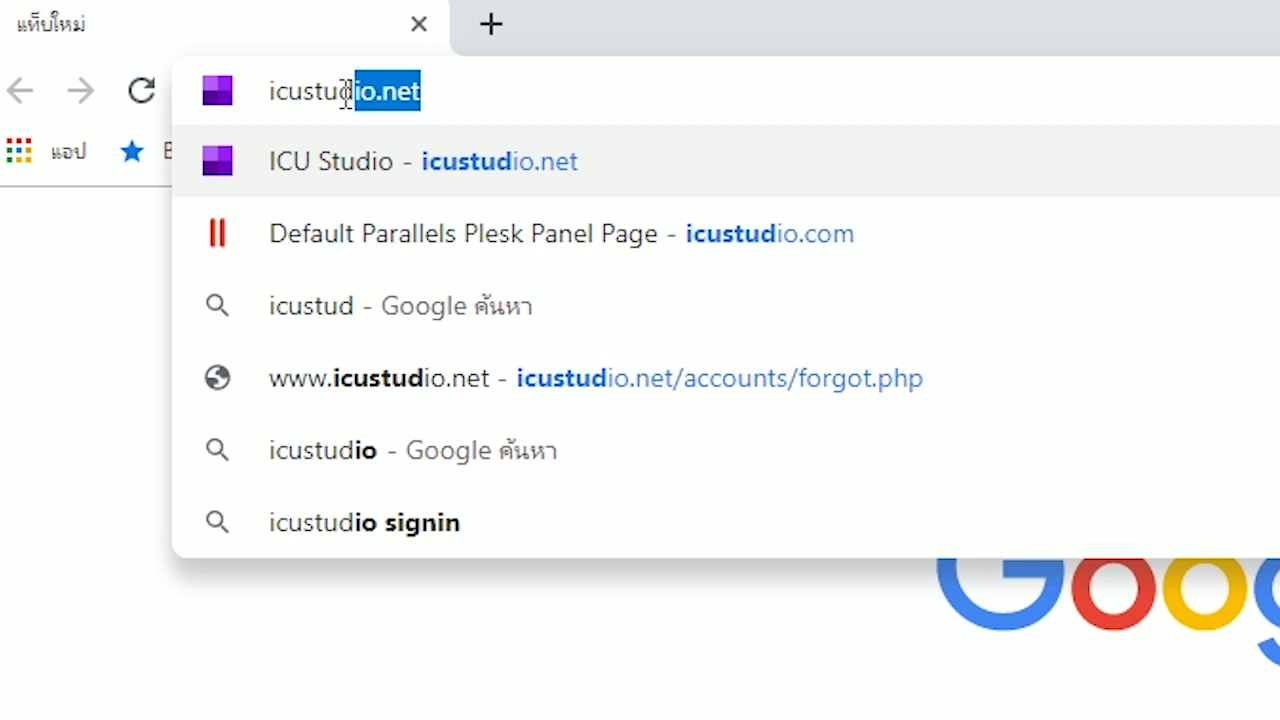 แท็บใหม่
icustudio.net
แอป
ICU Studio - icustudio.net
Default Parallels Plesk Panel Page - icustudio.com
icustud - Google ค้นหา
www.icustudio.net - icustudio.net/accounts/forgot.php
icustudio - Google ค้นหา
icustudio signin
Goog